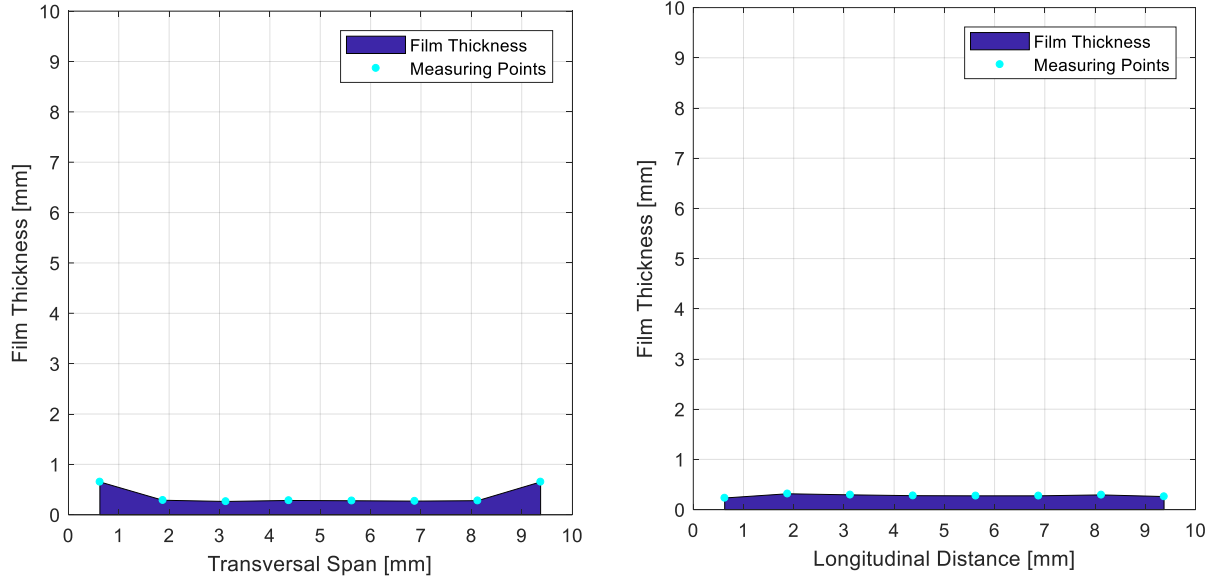 10
9
8
7
6
5
4
3
2
1
0
Film Thickness [mm]
Film Thickness
Measuring Points
0 1 2 3 4 5 6 7 8 9 10
Transversal Span [mm]
10
9
8
7
6
5
4
3
2
1
0
Film Thickness [mm]
Film Thickness
Measuring Points
0 1 2 3 4 5 6 7 8 9 10
Longitudinal Distance [mm]